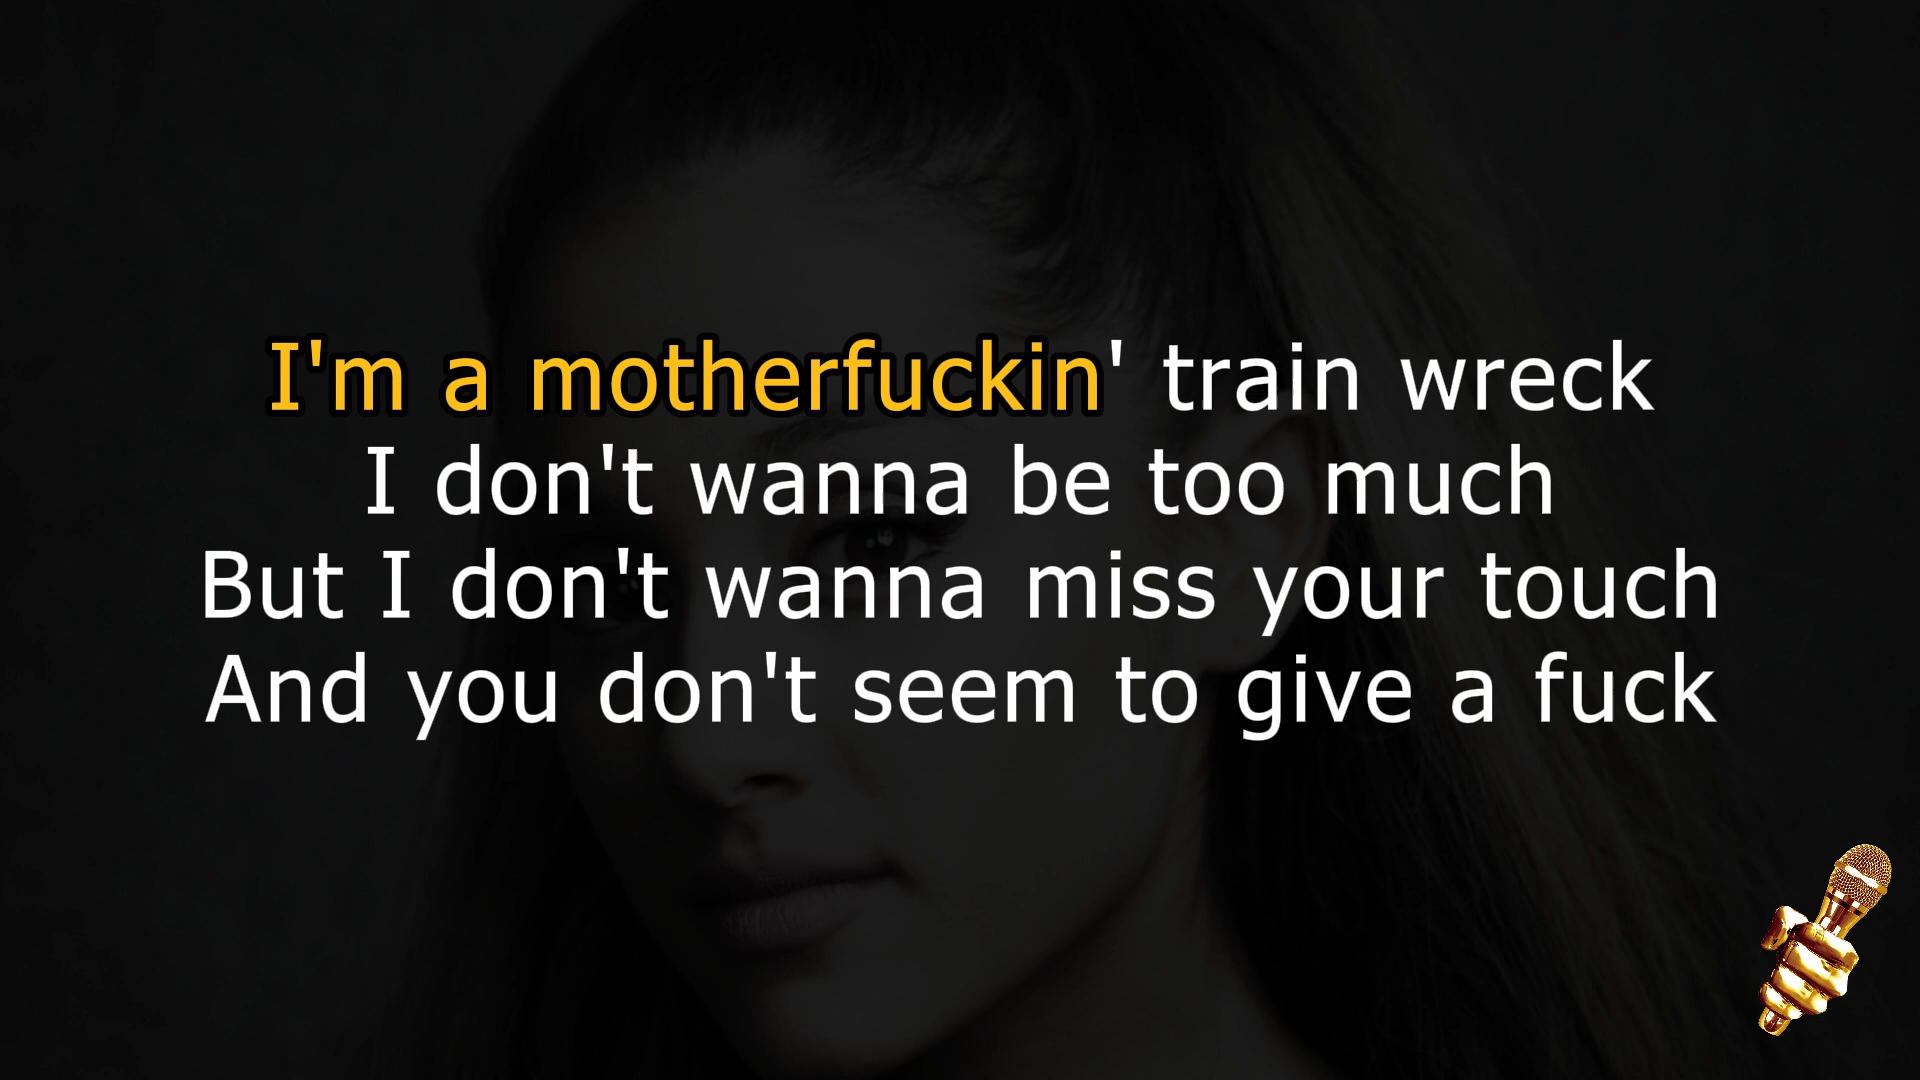 I'm a motherfuckin' train wreck
I don't wanna be too much
But I don't wanna miss your touch
And you don't seem to give a fuck